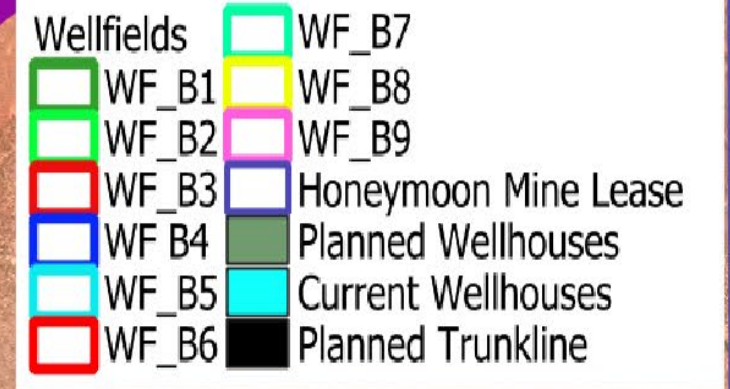 Wellfields
WF_B1
WF_B2
WF_B3
WF B4
WF_B5
WF_B6
WF_B7
WF_B8
WF_B9
Honeymoon Mine Lease
Planned Wellhouses
Current Wellhouses
Planned Trunkline